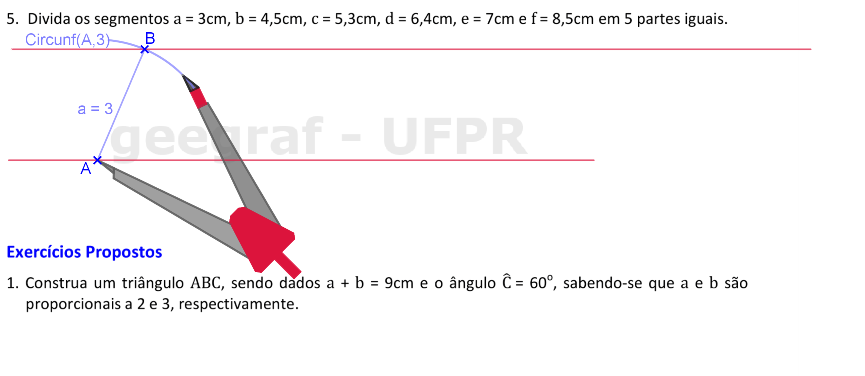 5. Divida os segmentos a = 3cm, b = 4,5cm, c = 5,3cm, d = 6,4cm, e = 7cm e f = 8,5cm em 5 partes iguais.
Circunf(A,3)
B
a = 3
geegraf - UFPR
A
Exercícios Propostos
1. Construa um triângulo ABC, sendo dados a + b = 9cm e o ângulo Ĉ = 60°, sabendo-se que a e b são
proporcionais a 2 e 3, respectivamente.